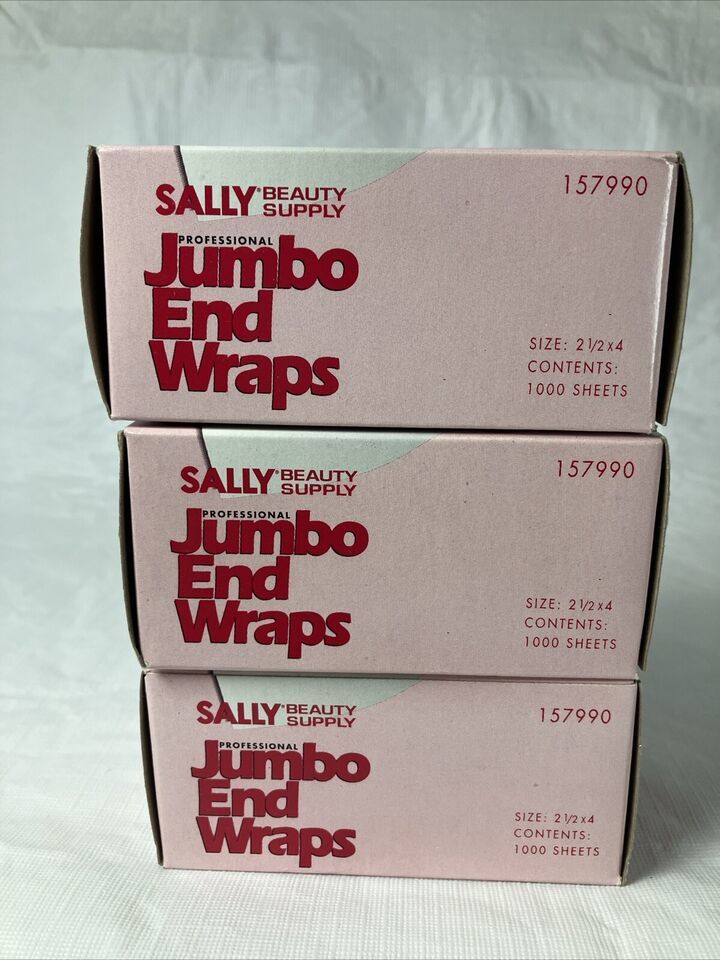 SALLY® BEAUTY SUPPLY
157990
PROFESSIONAL
Jumbo
End
Wraps
SIZE: 2 1/2 x 4
CONTENTS:
1000 SHEETS
SALLY® BEAUTY SUPPLY
157990
PROFESSIONAL
Jumbo
End
Wraps
SIZE: 2 1/2 x 4
CONTENTS:
1000 SHEETS
SALLY® BEAUTY SUPPLY
157990
PROFESSIONAL
Jumbo
End
Wraps
SIZE: 2 1/2 x 4
CONTENTS:
1000 SHEETS